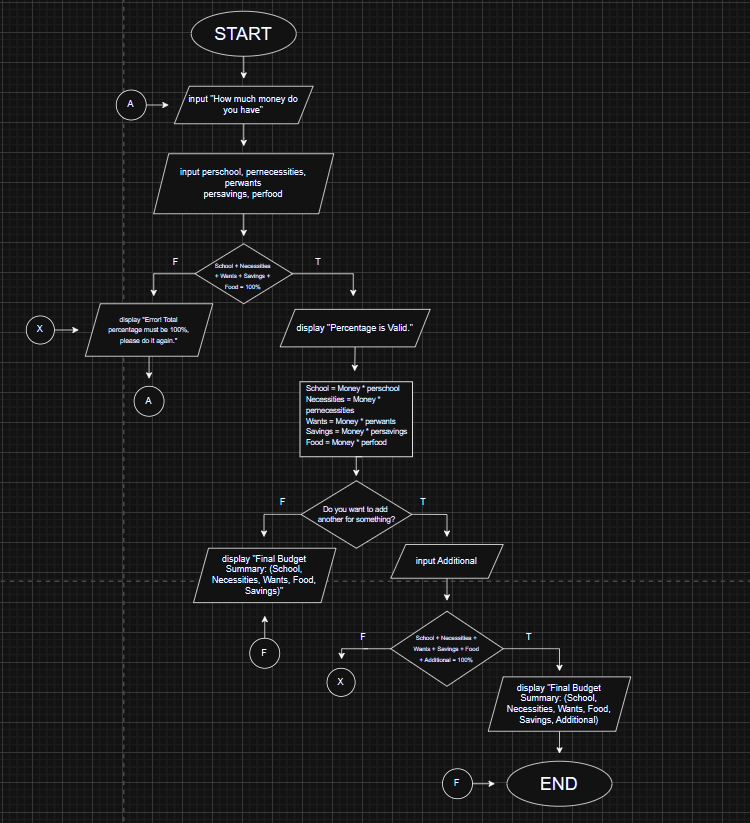 START
A
input "How much money do
you have"
input perschool, pernecessities,
perwants
persavings, perfood
F
T
School + Necessities
+ Wants + Savings +
Food = 100%
X
display "Error! Total
percentage must be 100%,
please do it again."
display "Percentage is Valid."
A
School = Money * perschool
Necessities = Money *
pernecessities
Wants = Money * perwants
Savings = Money * persavings
Food = Money * perfood
F
T
Do you want to add
another for something?
display "Final Budget
Summary: (School,
Necessities, Wants, Food,
Savings)"
input Additional
F
F
T
School + Necessities +
Wants + Savings + Food
+ Additional = 100%
X
display "Final Budget
Summary: (School,
Necessities, Wants, Food,
Savings, Additional)
F
END